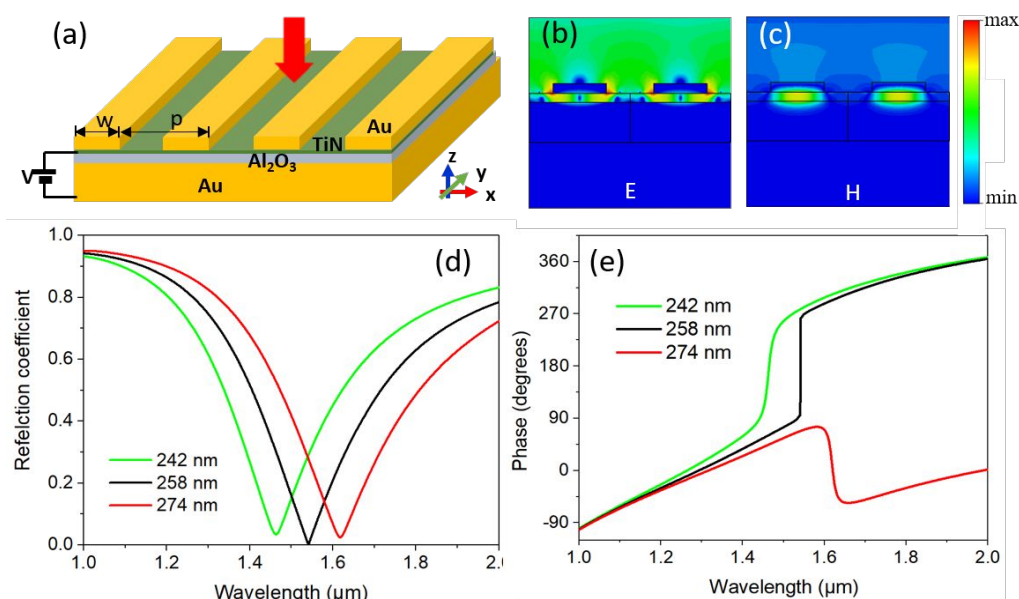 (a)
w
p
Au
TiN
Al2O3
Au
V
z
y
x
(b)
E
(c)
H
max
min
(d)
1.0
0.8
0.6
0.4
0.2
0.0
Refelction coefficient
242 nm
258 nm
274 nm
1.0 1.2 1.4 1.6 1.8 2.0
Wavelength (µm)
(e)
360
270
180
90
0
-90
Phase (degrees)
242 nm
258 nm
274 nm
1.0 1.2 1.4 1.6 1.8 2.0
Wavelength (µm)